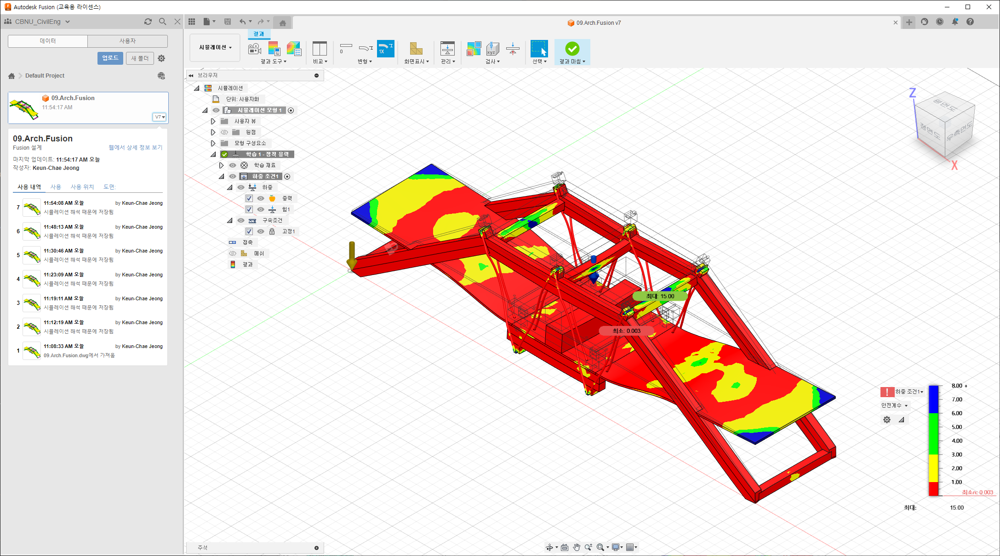 Autodesk Fusion (교육용 라이센스)
CBNU_CivilEng
09.Arch.Fusion v7
데이터
사용자
업로드
새 폴더
Default Project
09.Arch.Fusion
11:54:17 AM
V7
09.Arch.Fusion
Fusion 설계
웹에서 상세 정보 보기
마지막 업데이트: 11:54:17 AM 오늘
작성자: Keun-Chae Jeong
사용 내역
사용
사용 위치
도면:
7
11:54:08 AM 오늘
by Keun-Chae Jeong
시뮬레이션 해석 때문에 저장됨
6
11:48:13 AM 오늘
by Keun-Chae Jeong
시뮬레이션 해석 때문에 저장됨
5
11:30:46 AM 오늘
by Keun-Chae Jeong
시뮬레이션 해석 때문에 저장됨
4
11:23:09 AM 오늘
by Keun-Chae Jeong
시뮬레이션 해석 때문에 저장됨
3
11:19:11 AM 오늘
by Keun-Chae Jeong
시뮬레이션 해석 때문에 저장됨
2
11:12:19 AM 오늘
by Keun-Chae Jeong
시뮬레이션 해석 때문에 저장됨
1
11:08:33 AM 오늘
by Keun-Chae Jeong
09.Arch.Fusion.dwg에서 가져옴
시뮬레이션
결과
결과 도구
비교
0
1X
변형
화면표시
관리
xyz
검사
선택
결과 마침
브라우저
시뮬레이션
단위: 사용자화
시뮬레이션 모형 1
사용자 뷰
원점
모형 구성요소
학습 1 - 정적 응력
학습 재료
하중 조건1
하중
중력
힘1
구속조건
고정1
접촉
메쉬
결과
Z
평면도
정면도
우측면도
X
최대: 15.00
최소: 0.003
하중 조건1
안전계수
8.00 +
7.00
6.00
5.00
4.00
3.00
2.00
1.00
최소n: 0.003
최대:
15.00
주석